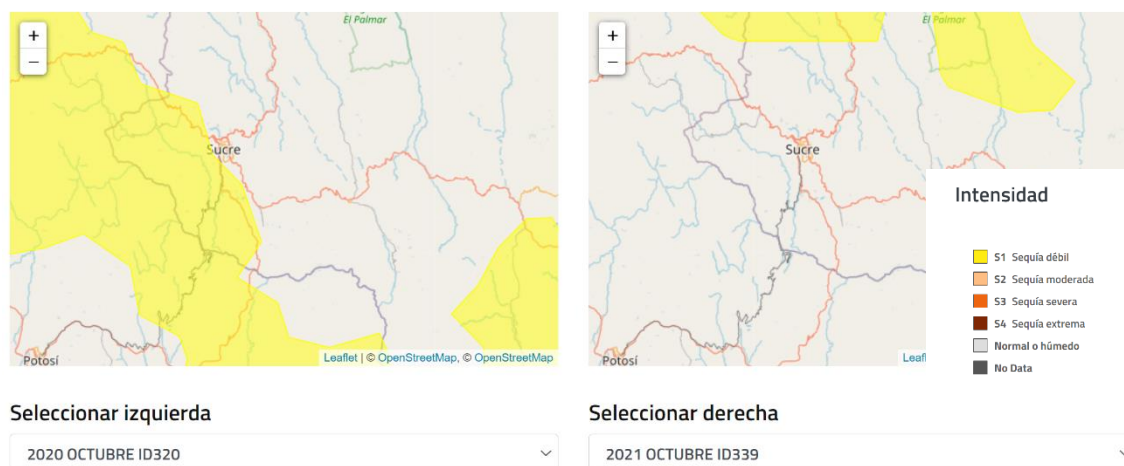 +
−
El Palmar
Sucre
Potosí
Leaflet | © OpenStreetMap, © OpenStreetMap
+
−
El Palmar
Sucre
Potosí
Leafl
Intensidad
S1 Sequía débil
S2 Sequía moderada
S3 Sequía severa
S4 Sequía extrema
Normal o húmedo
No Data
Seleccionar izquierda
2020 OCTUBRE ID320
Seleccionar derecha
2021 OCTUBRE ID339